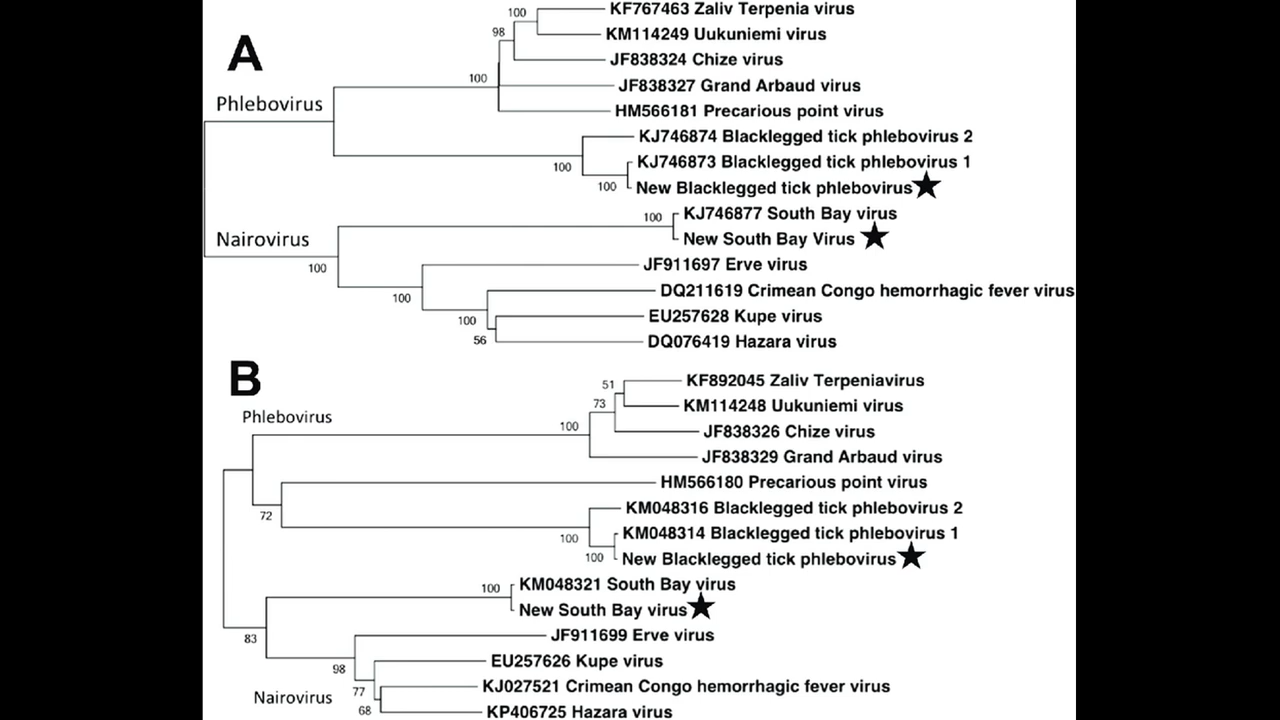 A
Phlebovirus
Nairovirus
100
KF767463 Zaliv Terpenia virus
98
KM114249 Uukuniemi virus
JF838324 Chize virus
100
JF838327 Grand Arbaud virus
HM566181 Precarious point virus
KJ746874 Blacklegged tick phlebovirus 2
100
KJ746873 Blacklegged tick phlebovirus 1
100
New Blacklegged tick phlebovirus
100
KJ746877 South Bay virus
New South Bay Virus
100
JF911697 Erve virus
100
DQ211619 Crimean Congo hemorrhagic fever virus
100
EU257628 Kupe virus
56
DQ076419 Hazara virus
B
Phlebovirus
51
KF892045 Zaliv Terpeniavirus
73
KM114248 Uukuniemi virus
100
JF838326 Chize virus
JF838329 Grand Arbaud virus
HM566180 Precarious point virus
72
KM048316 Blacklegged tick phlebovirus 2
100
KM048314 Blacklegged tick phlebovirus 1
100
New Blacklegged tick phlebovirus
100
KM048321 South Bay virus
New South Bay virus
83
JF911699 Erve virus
98
EU257626 Kupe virus
77
KJ027521 Crimean Congo hemorrhagic fever virus
Nairovirus
68
KP406725 Hazara virus